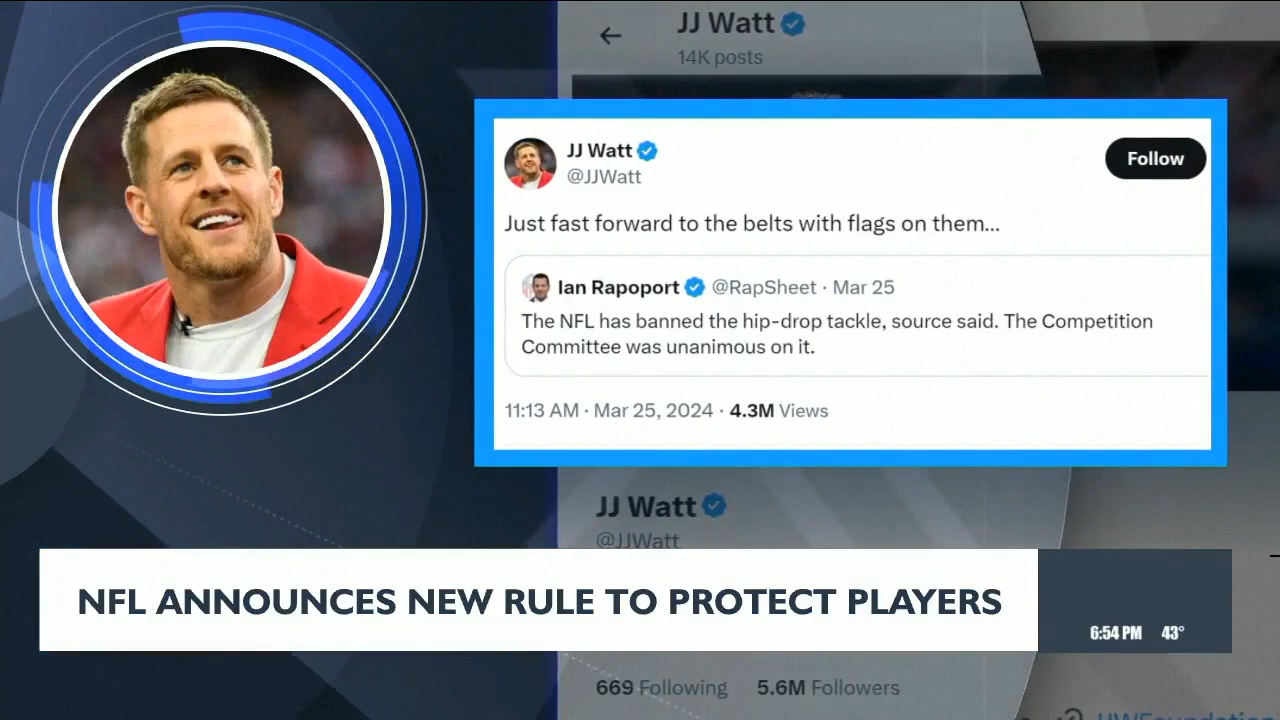 JJ Watt
14K posts
JJ Watt
@JJWatt
Follow
Just fast forward to the belts with flags on them...
Ian Rapoport @RapSheet · Mar 25
The NFL has banned the hip-drop tackle, source said. The Competition
Committee was unanimous on it.
11:13 AM · Mar 25, 2024 · 4.3M Views
JJ Watt
@JJWatt
NFL ANNOUNCES NEW RULE TO PROTECT PLAYERS
6:54 PM 43°
669 Following 5.6M Followers